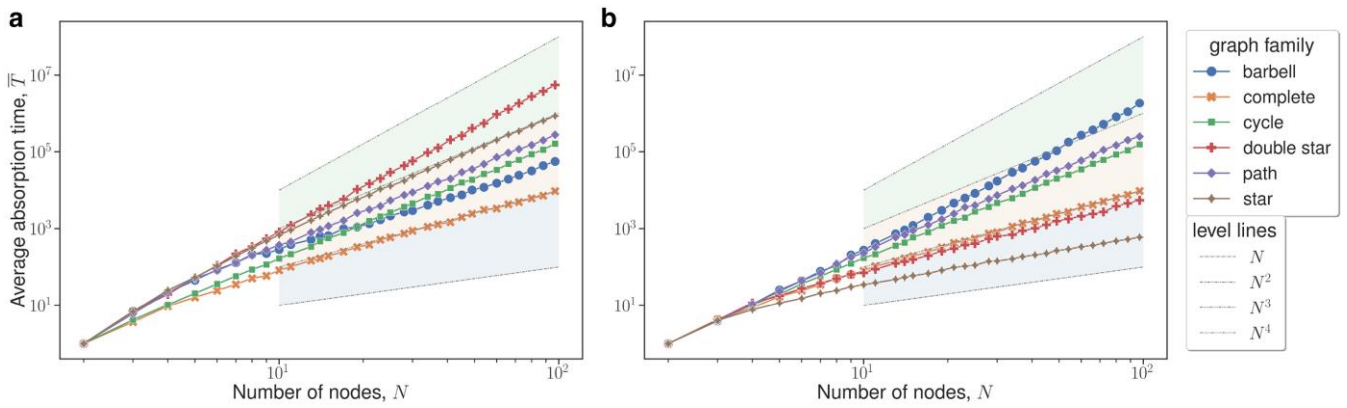 a
b
Average absorption time, T̅
10⁷
10⁵
10³
10¹
10¹
10²
Number of nodes, N
10⁷
10⁵
10³
10¹
10¹
10²
Number of nodes, N
graph family
barbell
complete
cycle
double star
path
star
level lines
N
N²
N³
N⁴